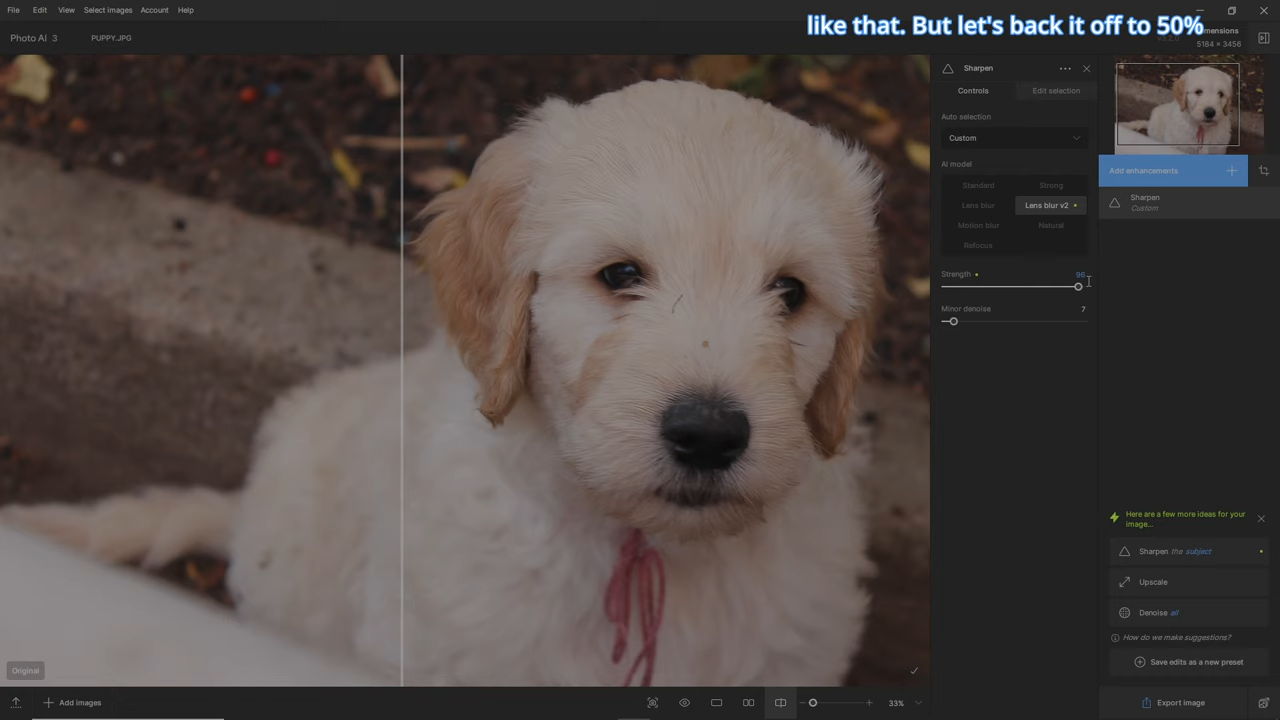 File Edit View Select images Account Help
like that. But let's back it off to 50%
Photo AI 3 PUPPY.JPG
5184 × 3456
Sharpen
Controls Edit selection
Auto selection
Custom
AI model
Standard Strong
Lens blur Lens blur v2
Motion blur Natural
Refocus
Strength 96
Minor denoise 7
Add enhancements
Sharpen
Custom
Here are a few more ideas for your
image...
Sharpen the subject
Upscale
Denoise all
How do we make suggestions?
Save edits as a new preset
Original
Add images
33%
Export image